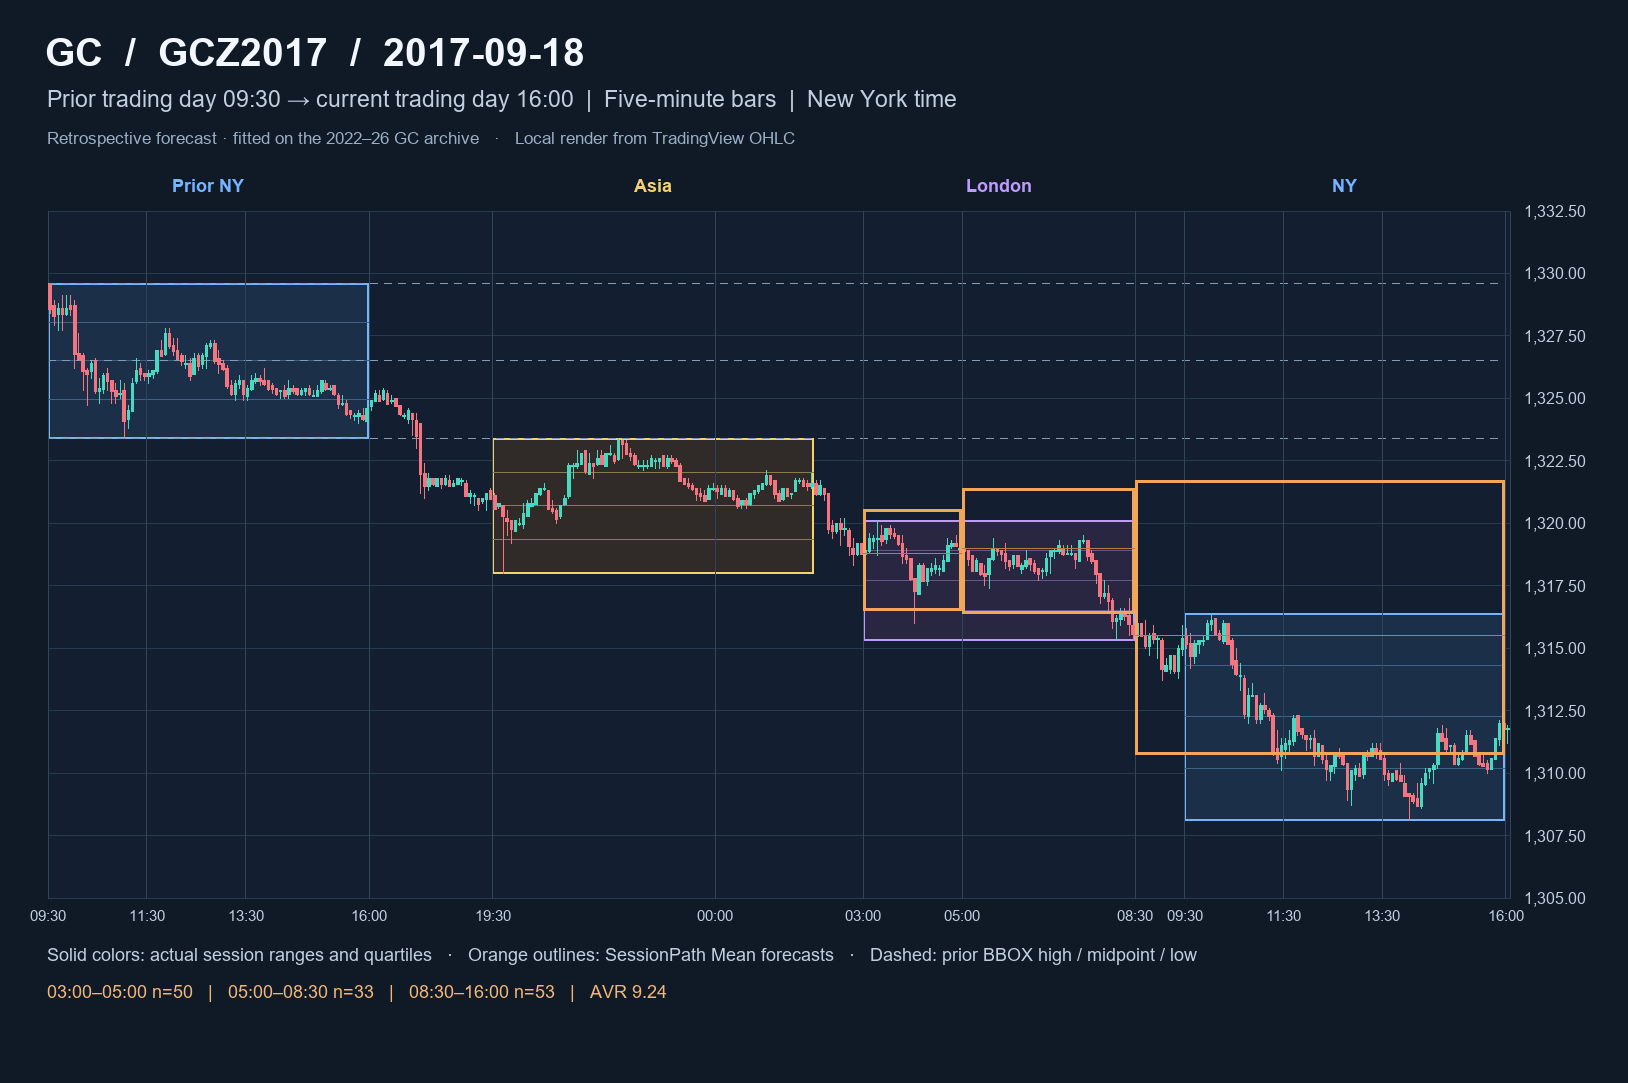 GC / GCZ2017 / 2017-09-18
Prior trading day 09:30 → current trading day 16:00 | Five-minute bars | New York time
Retrospective forecast · fitted on the 2022–26 GC archive · Local render from TradingView OHLC
Prior NY Asia London NY
1,332.50
1,330.00
1,327.50
1,325.00
1,322.50
1,320.00
1,317.50
1,315.00
1,312.50
1,310.00
1,307.50
1,305.00
09:30 11:30 13:30 16:00 19:30 00:00 03:00 05:00 08:30 09:30 11:30 13:30 16:00
Solid colors: actual session ranges and quartiles · Orange outlines: SessionPath Mean forecasts · Dashed: prior BBOX high / midpoint / low
03:00–05:00 n=50 | 05:00–08:30 n=33 | 08:30–16:00 n=53 | AVR 9.24